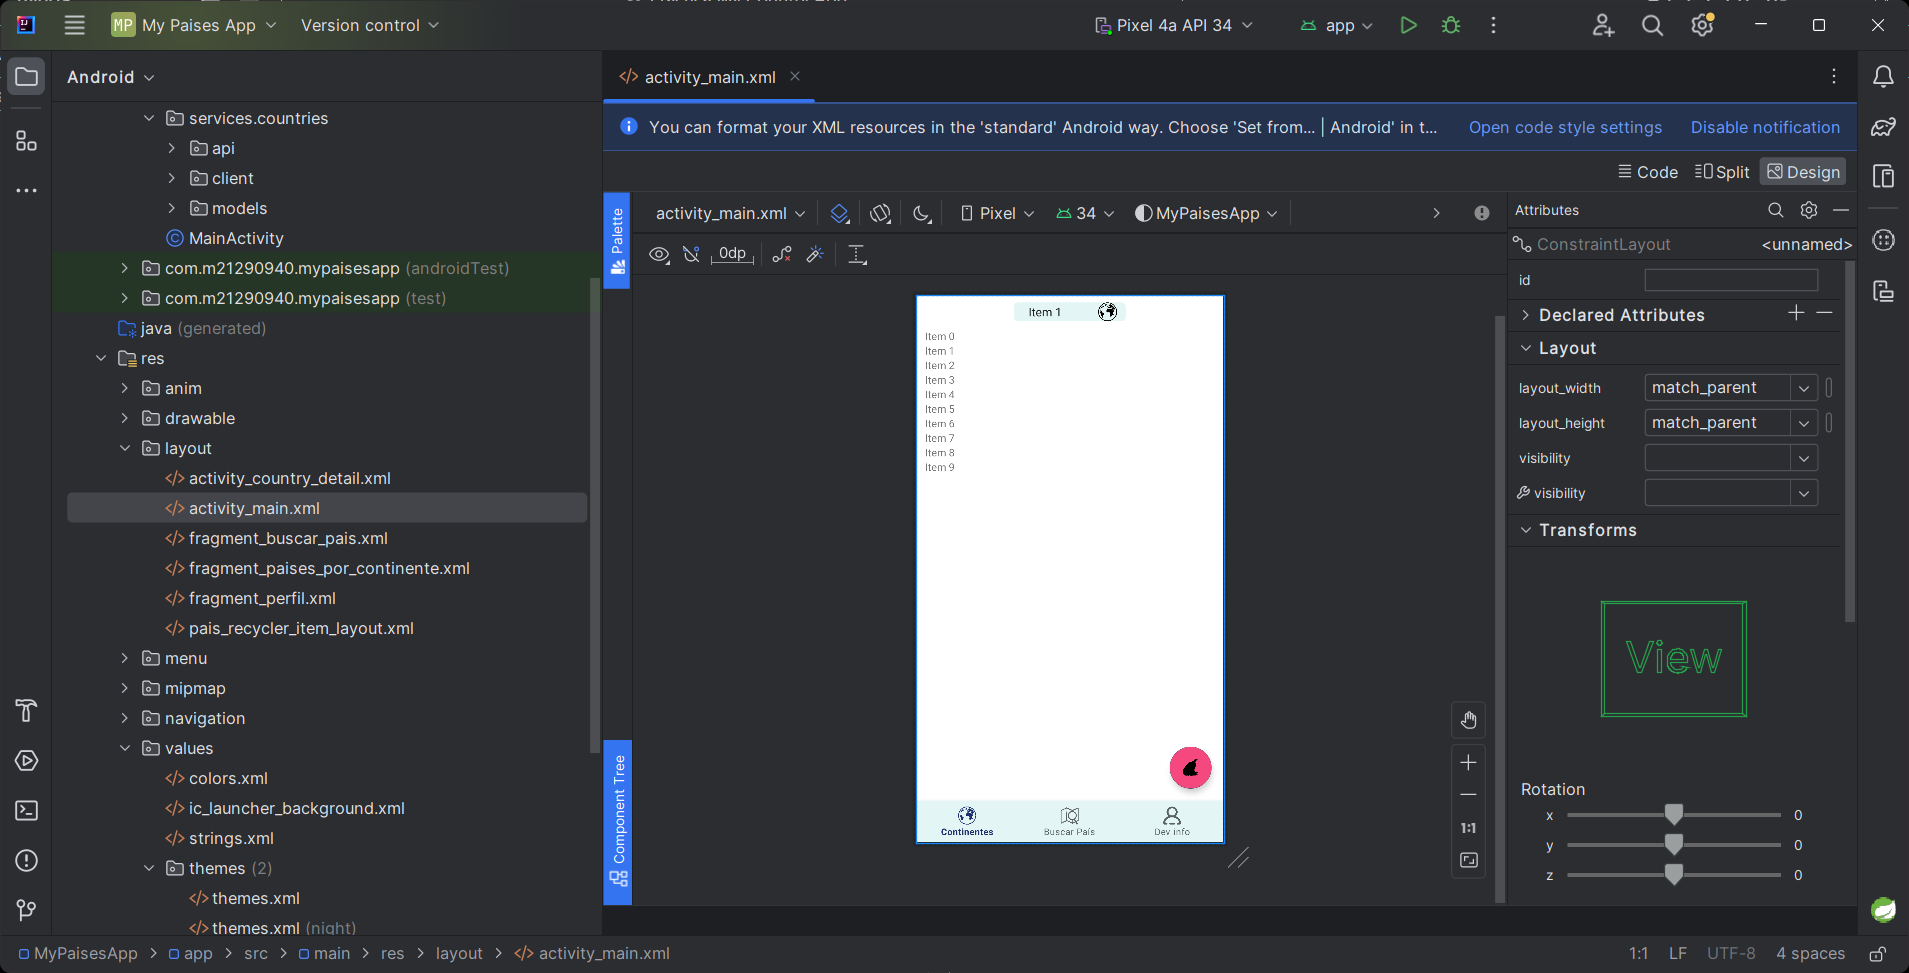 MP My Paises App
Version control
Pixel 4a API 34
app
Android
activity_main.xml
services.countries
You can format your XML resources in the 'standard' Android way. Choose 'Set from... | Android' in t...
Open code style settings
Disable notification
api
client
models
MainActivity
com.m21290940.mypaisesapp (androidTest)
com.m21290940.mypaisesapp (test)
java (generated)
res
anim
drawable
layout
activity_country_detail.xml
activity_main.xml
fragment_buscar_pais.xml
fragment_paises_por_continente.xml
fragment_perfil.xml
pais_recycler_item_layout.xml
menu
mipmap
navigation
values
colors.xml
ic_launcher_background.xml
strings.xml
themes (2)
themes.xml
themes.xml (night)
Code
Split
Design
Palette
activity_main.xml
Pixel
34
MyPaisesApp
0dp
Item 1
Item 0
Item 1
Item 2
Item 3
Item 4
Item 5
Item 6
Item 7
Item 8
Item 9
Continentes
Buscar País
Dev info
Component Tree
1:1
Attributes
ConstraintLayout
<unnamed>
id
Declared Attributes
Layout
layout_width match_parent
layout_height match_parent
visibility
visibility
Transforms
View
Rotation
x 0
y 0
z 0
MyPaisesApp > app > src > main > res > layout > activity_main.xml
1:1 LF UTF-8 4 spaces